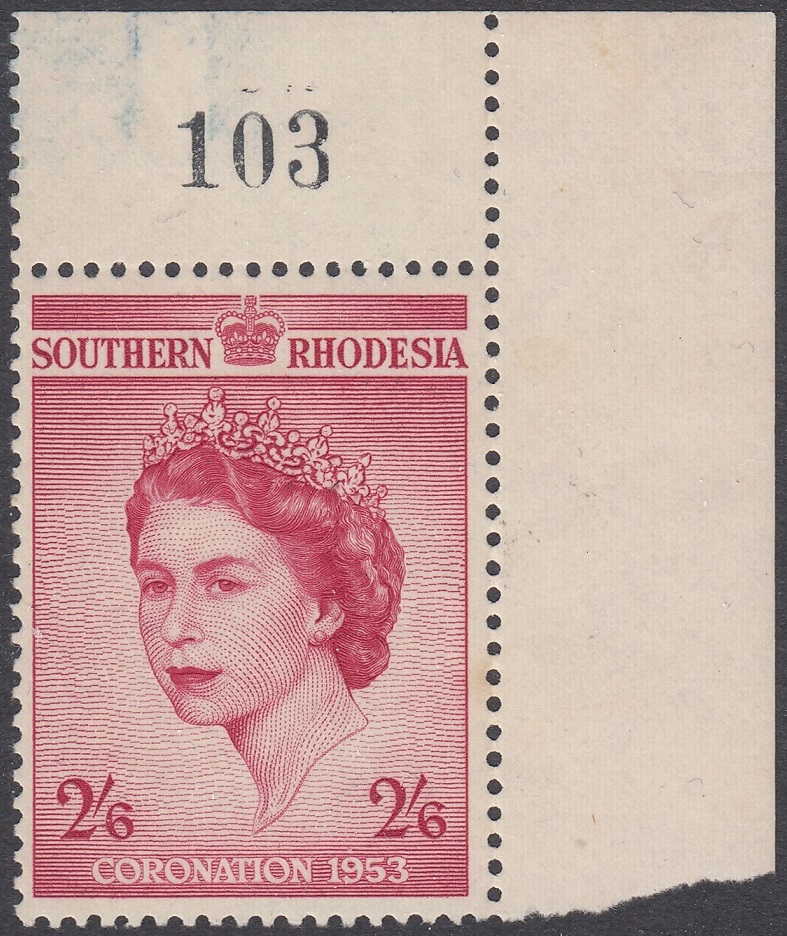 103
SOUTHERN RHODESIA
2/6 2/6
CORONATION 1953